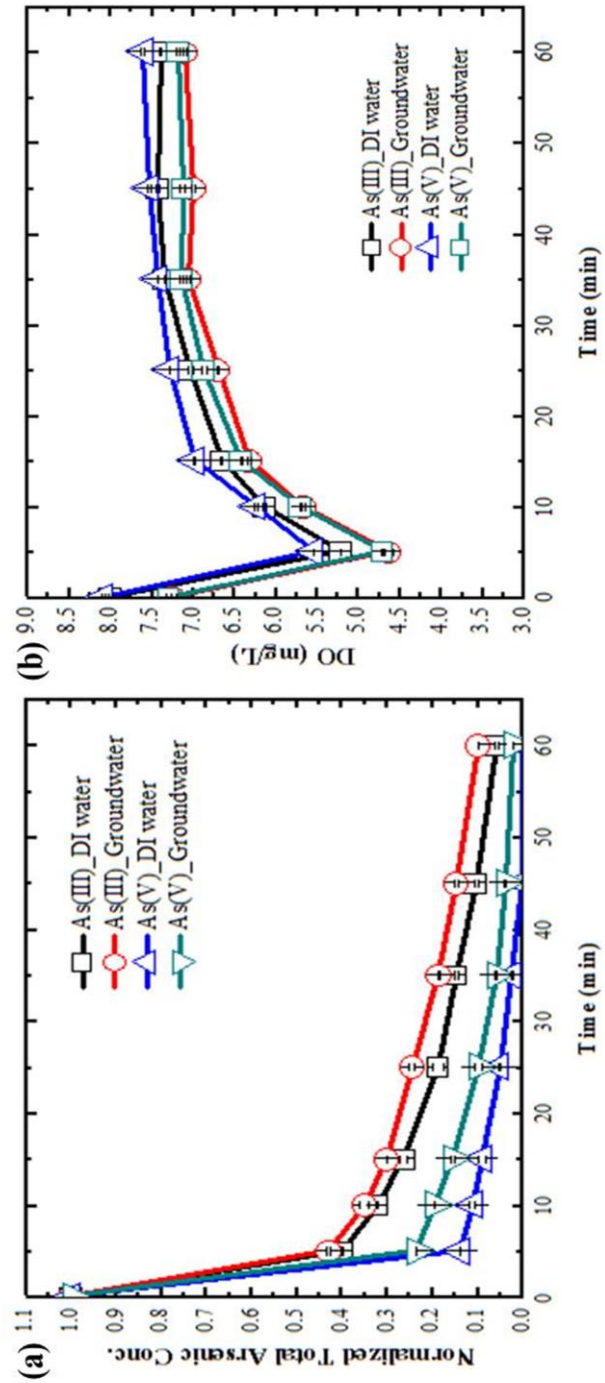 (a)
Normalized Total Arsenic Conc.
1.1
1.0
0.9
0.8
0.7
0.6
0.5
0.4
0.3
0.2
0.1
0.0
As(III)_DI water
As(III)_Groundwater
As(V)_DI water
As(V)_Groundwater
0 10 20 30 40 50 60
Time (min)
(b)
DO (mg/L)
9.0
8.5
8.0
7.5
7.0
6.5
6.0
5.5
5.0
4.5
4.0
3.5
3.0
As(III)_DI water
As(III)_Groundwater
As(V)_DI water
As(V)_Groundwater
0 10 20 30 40 50 60
Time (min)